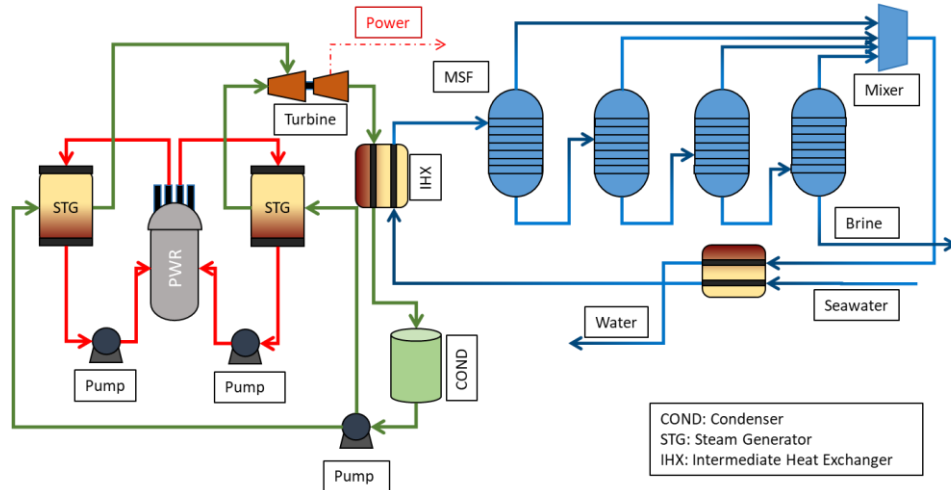 Power
MSF
Mixer
Turbine
IHX
STG
STG
PWR
Brine
Seawater
Water
Pump
Pump
COND
Pump
COND: Condenser
STG: Steam Generator
IHX: Intermediate Heat Exchanger